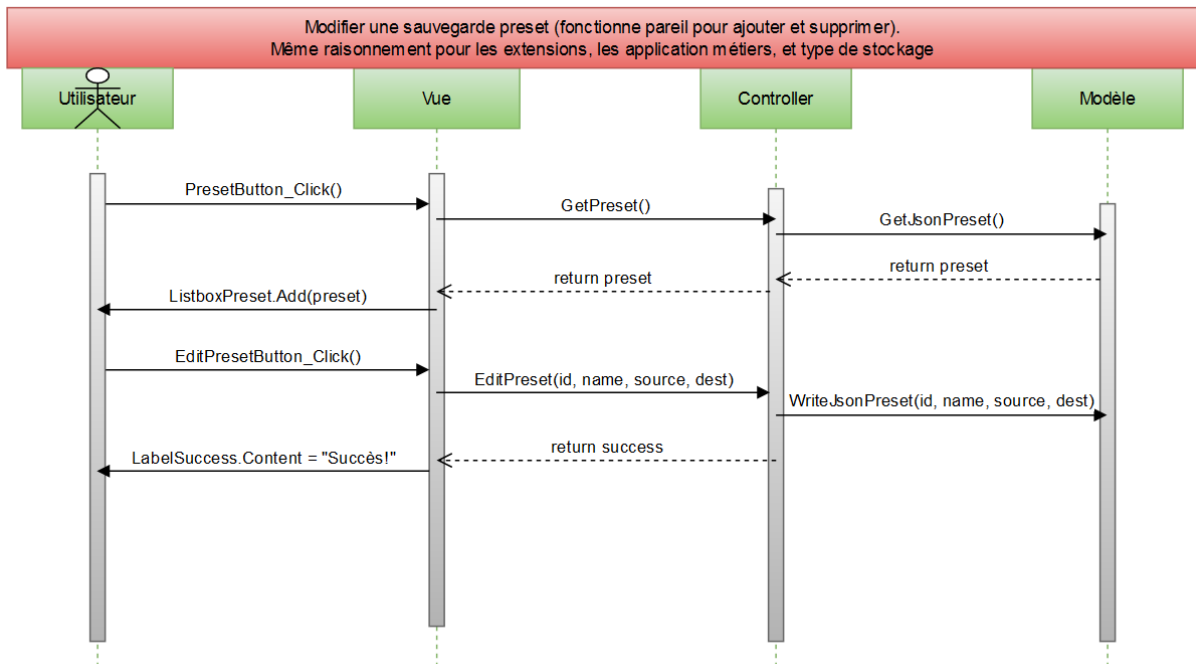 Modifier une sauvegarde preset (fonctionne pareil pour ajouter et supprimer).
Même raisonnement pour les extensions, les application métiers, et type de stockage
Utilisateur
Vue
Controller
Modèle
PresetButton_Click()
GetPreset()
GetJsonPreset()
return preset
return preset
ListboxPreset.Add(preset)
EditPresetButton_Click()
EditPreset(id, name, source, dest)
WriteJsonPreset(id, name, source, dest)
return success
LabelSuccess.Content = "Succès!"